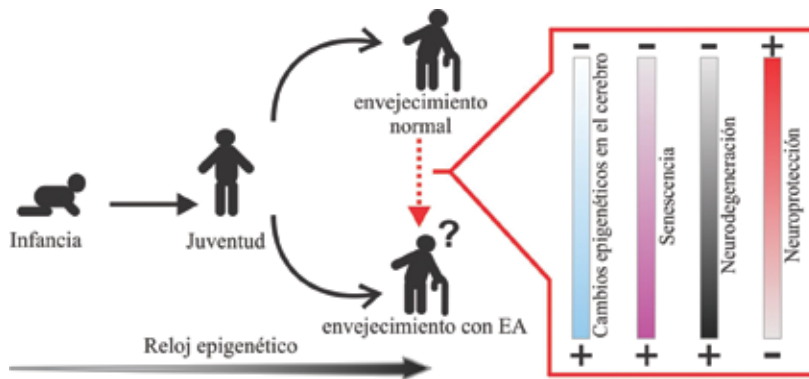 Infancia
Juventud
envejecimiento
normal
?
envejecimiento con EA
Reloj epigenético
- - - +
Cambios epigenéticos en el cerebro
Senescencia
Neurodegeneración
Neuroprotección
+ + + -